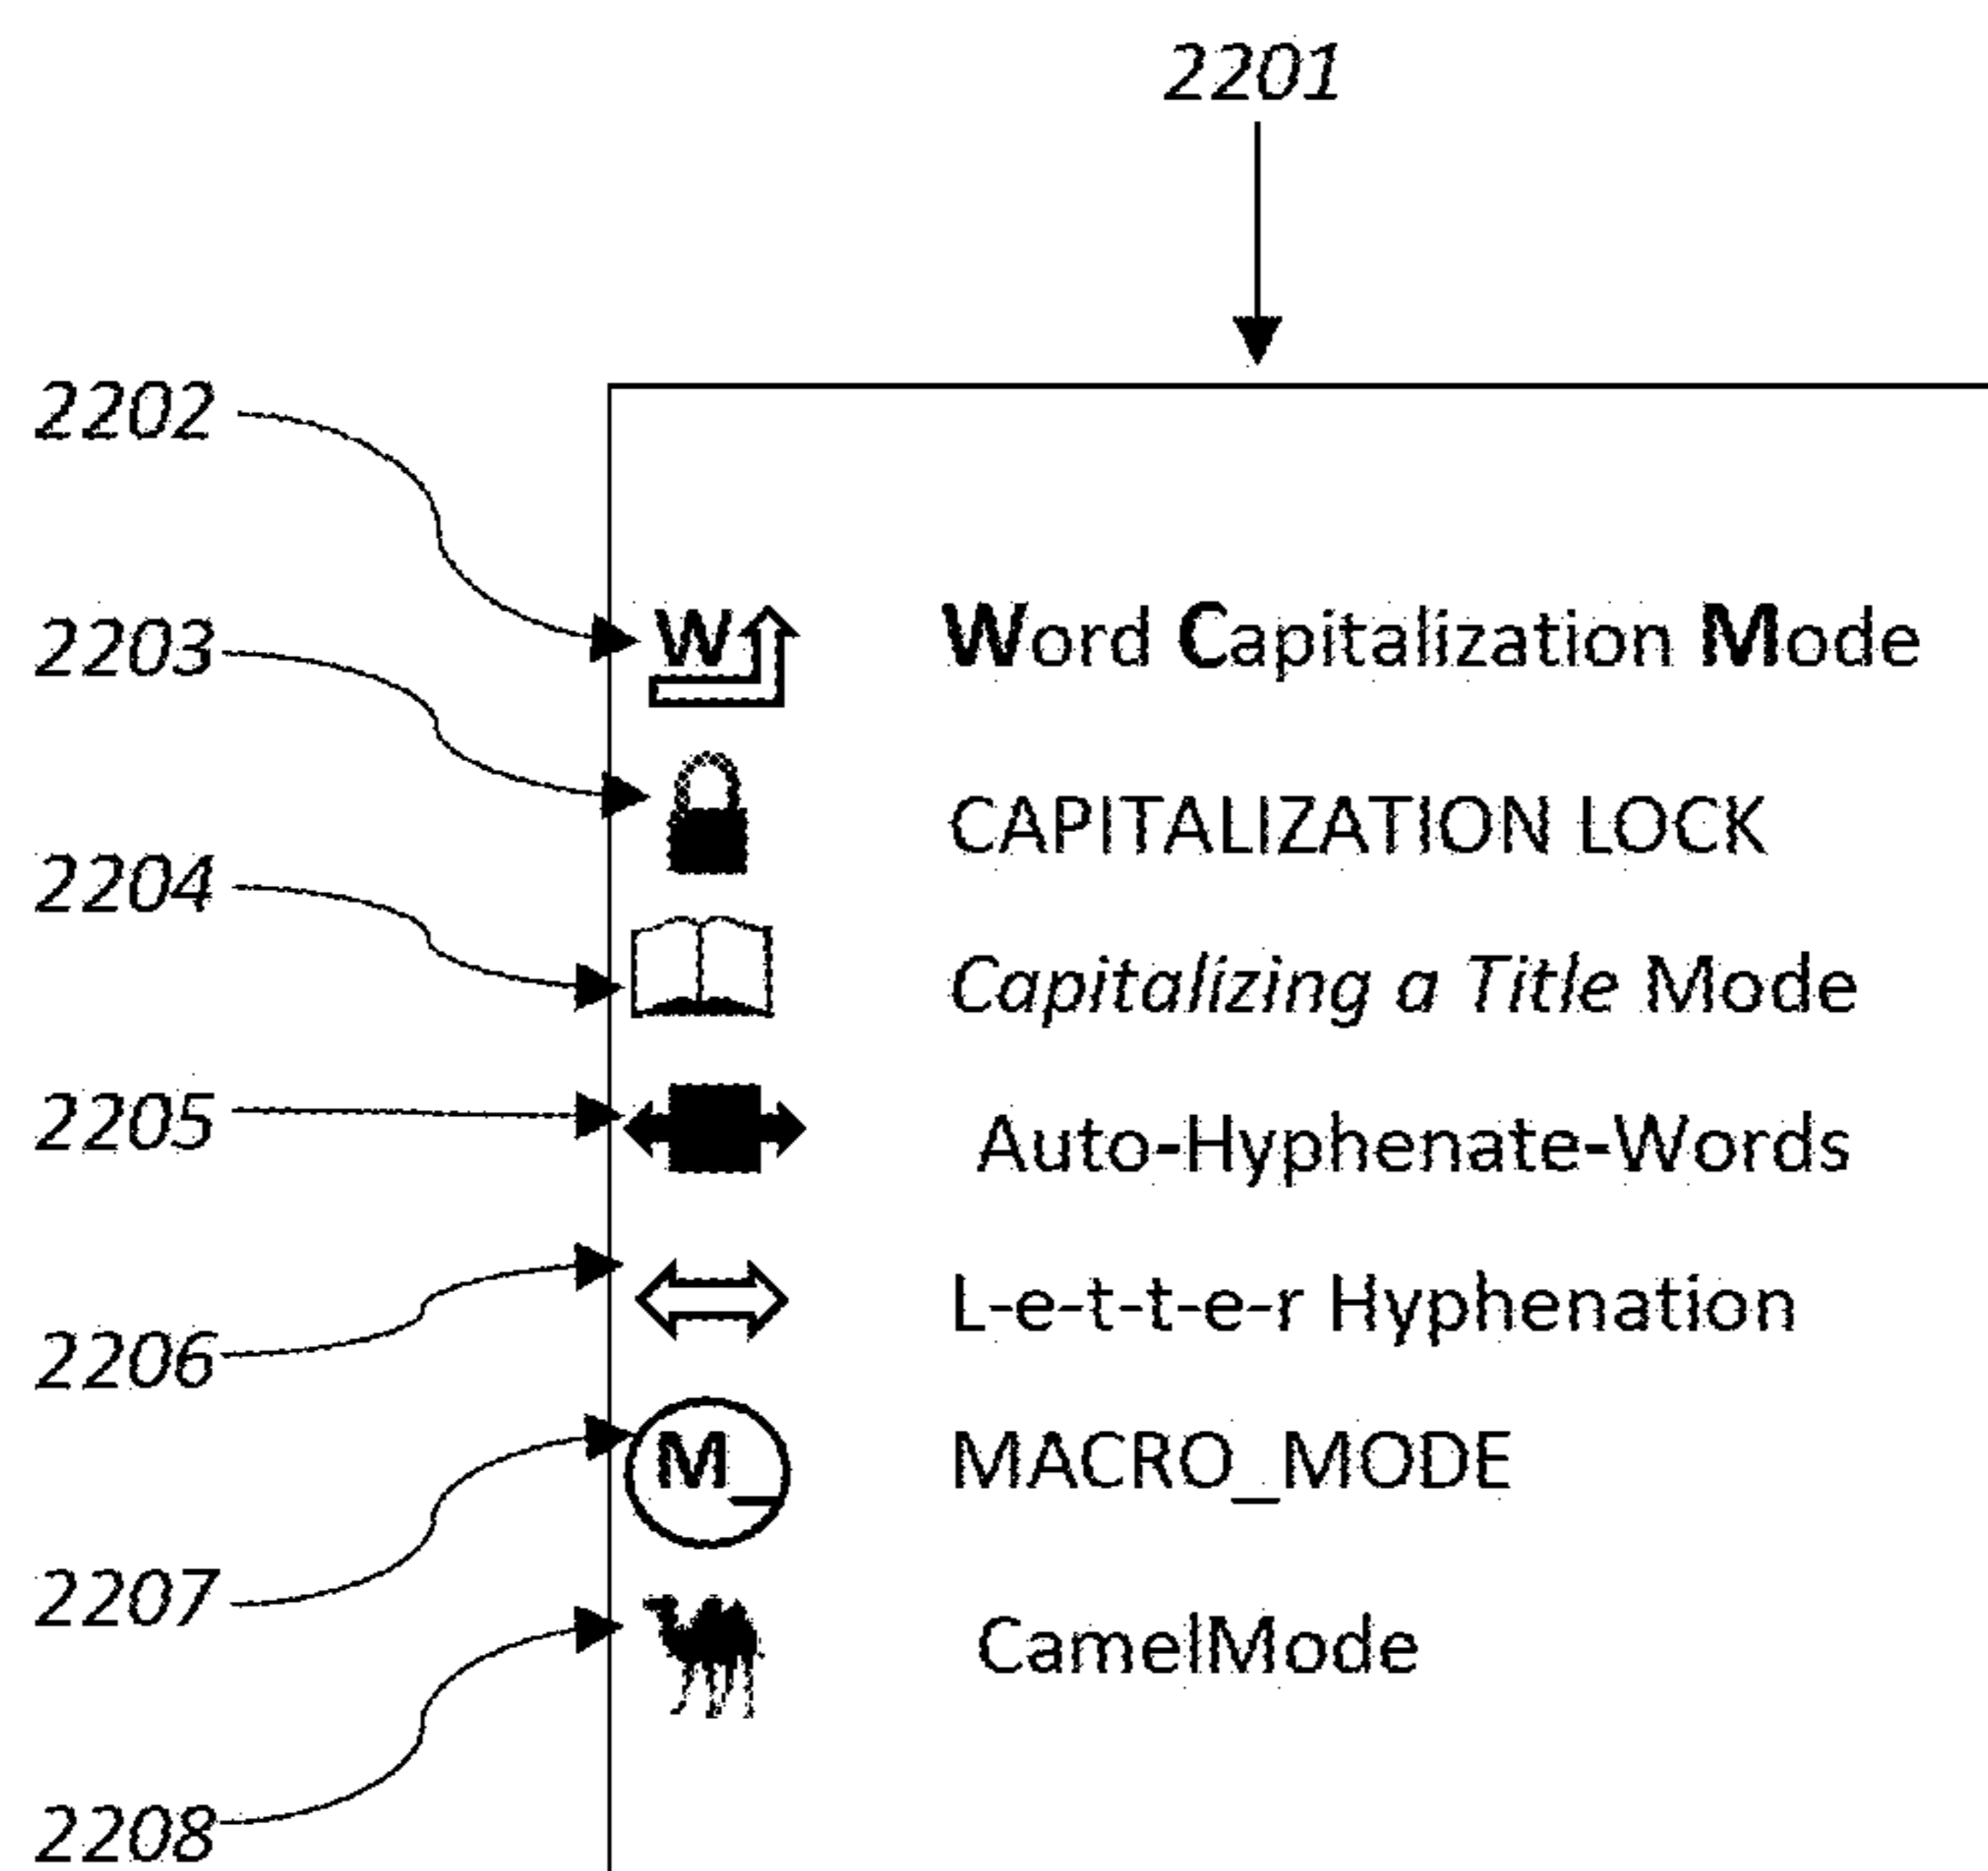 2201
2202
W Word Capitalization Mode
2203
CAPITALIZATION LOCK
2204
Capitalizing a Title Mode
2205
Auto-Hyphenate-Words
2206
L-e-t-t-e-r Hyphenation
M_ MACRO_MODE
2207
CamelMode
2208